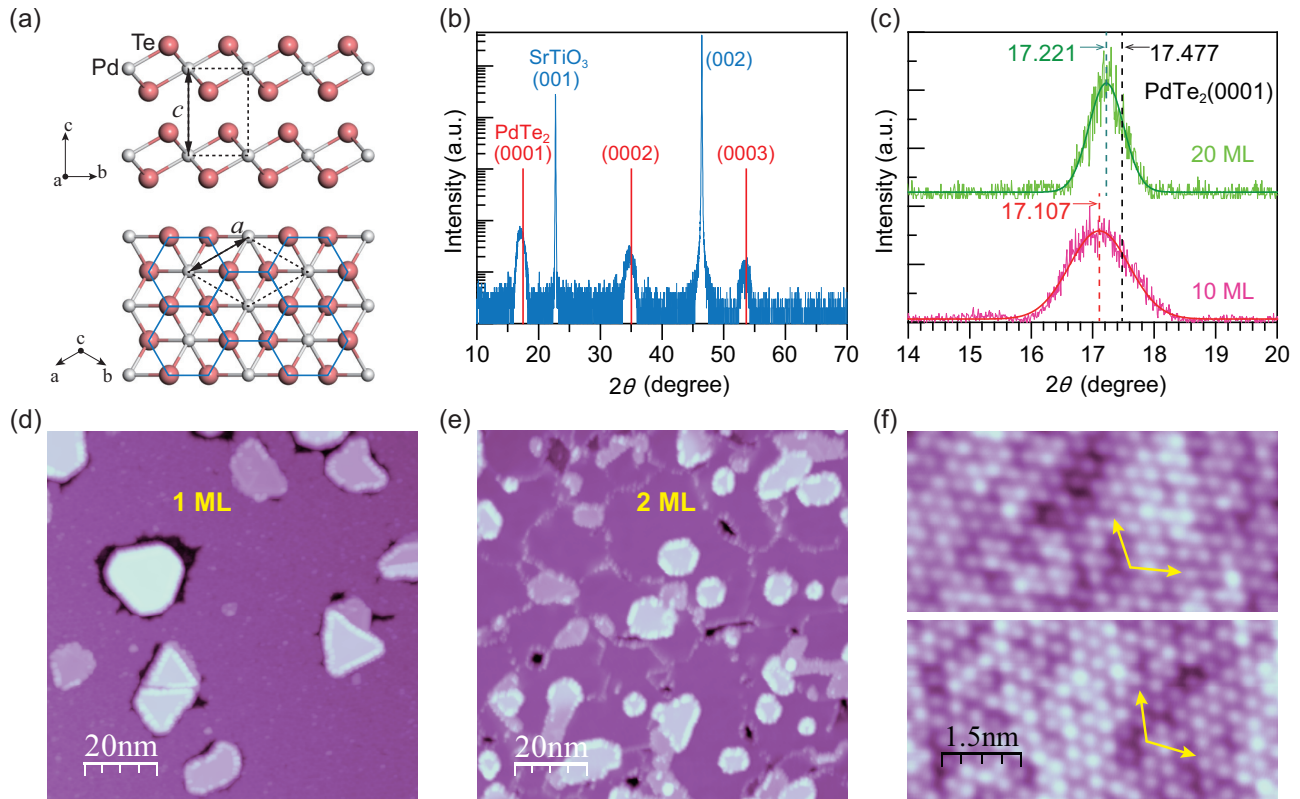 (a)
Te
Pd
c
c
a
b
a
c
a
b
(b)
Intensity (a.u.)
SrTiO₃
(001)
(002)
PdTe₂
(0001)
(0002)
(0003)
10
20
30
40
50
60
70
2θ (degree)
(c)
Intensity (a.u.)
17.221
17.477
PdTe₂(0001)
20 ML
17.107
10 ML
14
15
16
17
18
19
20
2θ (degree)
(d)
1 ML
20nm
(e)
2 ML
20nm
(f)
1.5nm